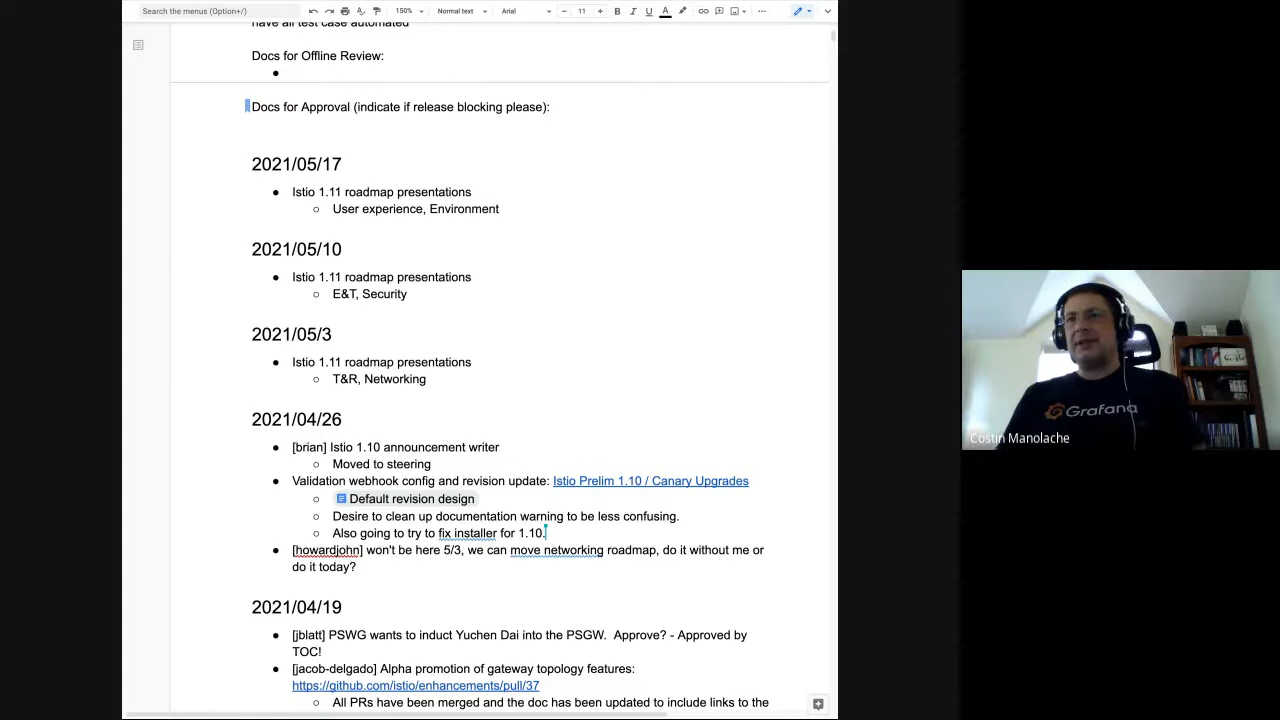 Search the menus (Option+/)
150%
Normal text
Arial
11
B I U A
have all test case automated
Docs for Offline Review:
Docs for Approval (indicate if release blocking please):
2021/05/17
● Istio 1.11 roadmap presentations
○ User experience, Environment
2021/05/10
● Istio 1.11 roadmap presentations
○ E&T, Security
2021/05/3
● Istio 1.11 roadmap presentations
○ T&R, Networking
2021/04/26
● [brian] Istio 1.10 announcement writer
○ Moved to steering
● Validation webhook config and revision update: Istio Prelim 1.10 / Canary Upgrades
○ Default revision design
○ Desire to clean up documentation warning to be less confusing.
○ Also going to try to fix installer for 1.10.
● [howardjohn] won't be here 5/3, we can move networking roadmap, do it without me or
do it today?
2021/04/19
● [jblatt] PSWG wants to induct Yuchen Dai into the PSGW. Approve? - Approved by
TOC!
● [jacob-delgado] Alpha promotion of gateway topology features:
https://github.com/istio/enhancements/pull/37
○ All PRs have been merged and the doc has been updated to include links to the
Grafana
Costin Manolache